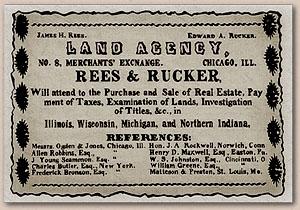 JAMES H. REES. EDWARD A. RUCKER.
LAND AGENCY,
NO. 8, MERCHANTS' EXCHANGE. CHICAGO, ILL.
REES & RUCKER,
Will attend to the Purchase and Sale of Real Estate, Pay
ment of Taxes, Examination of Lands, Investigation
of Titles, &c., in
Illinois, Wisconsin, Michigan, and Northern Indiana,
REFERENCES:
Messrs. Ogden & Jones, Chicago, Ill. Hon. J. A Rockwell, Norwich, Conn
Allen Robbins, Esq., " Henry D. Maxwell, Esq., Easton, Pa.
J Young Scammon, Esq., " W. S. Johnston, Esq., Cincinnati, O
Charles Butler, Esq., New York. William Greene, Esq., "
Frederick Bronson, Esq., " Matteson & Presten, St. Louis, Mo.